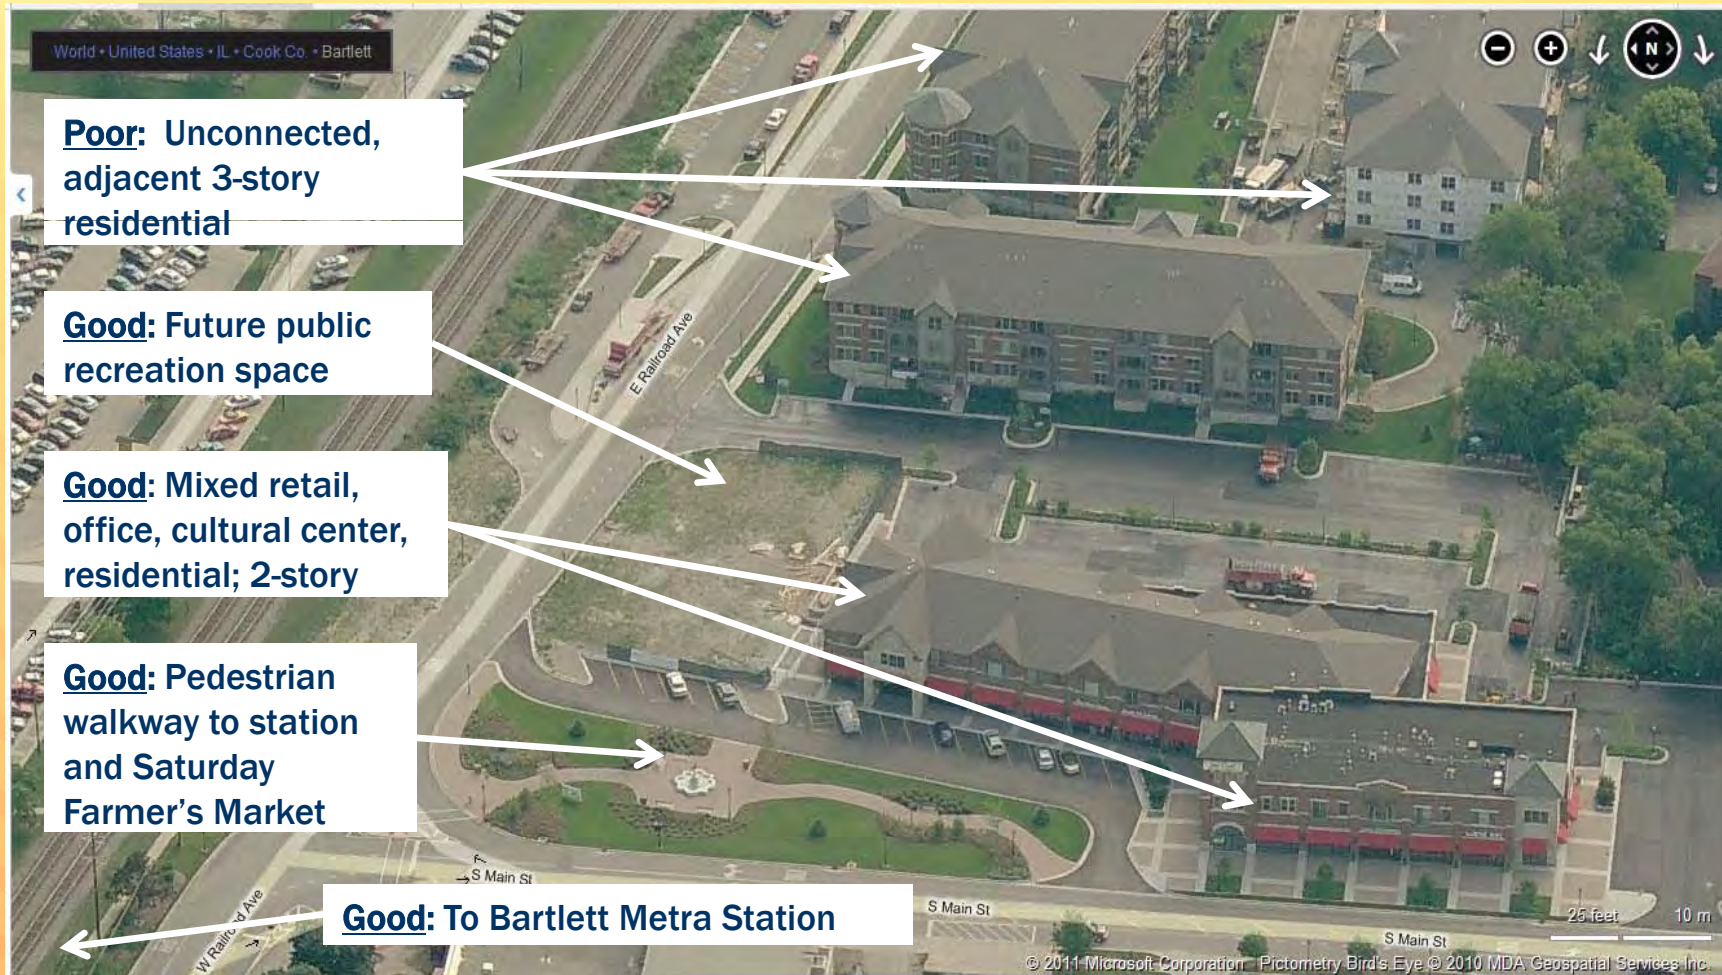 World • United States • IL • Cook Co. • Bartlett
N
Poor: Unconnected,
adjacent 3-story
residential
Good: Future public
recreation space
E Railroad Ave
Good: Mixed retail,
office, cultural center,
residential; 2-story
Good: Pedestrian
walkway to station
and Saturday
Farmer's Market
S Main St
Good: To Bartlett Metra Station
W Railroad Ave
S Main St
S Main St
25 feet 10 m
© 2011 Microsoft Corporation Pictometry Bird's Eye © 2010 MDA Geospatial Services Inc.